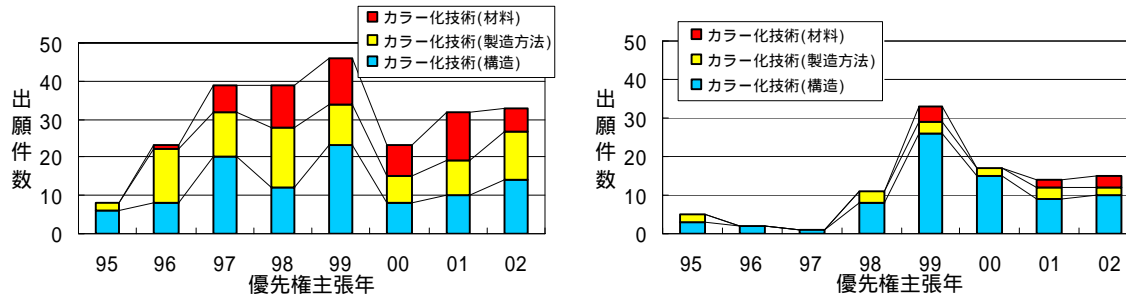 カラー化技術(材料)
カラー化技術(製造方法)
カラー化技術(構造)
50
40
30
20
10
0
出願件数
95 96 97 98 99 00 01 02
優先権主張年
カラー化技術(材料)
カラー化技術(製造方法)
カラー化技術(構造)
50
40
30
20
10
0
出願件数
95 96 97 98 99 00 01 02
優先権主張年